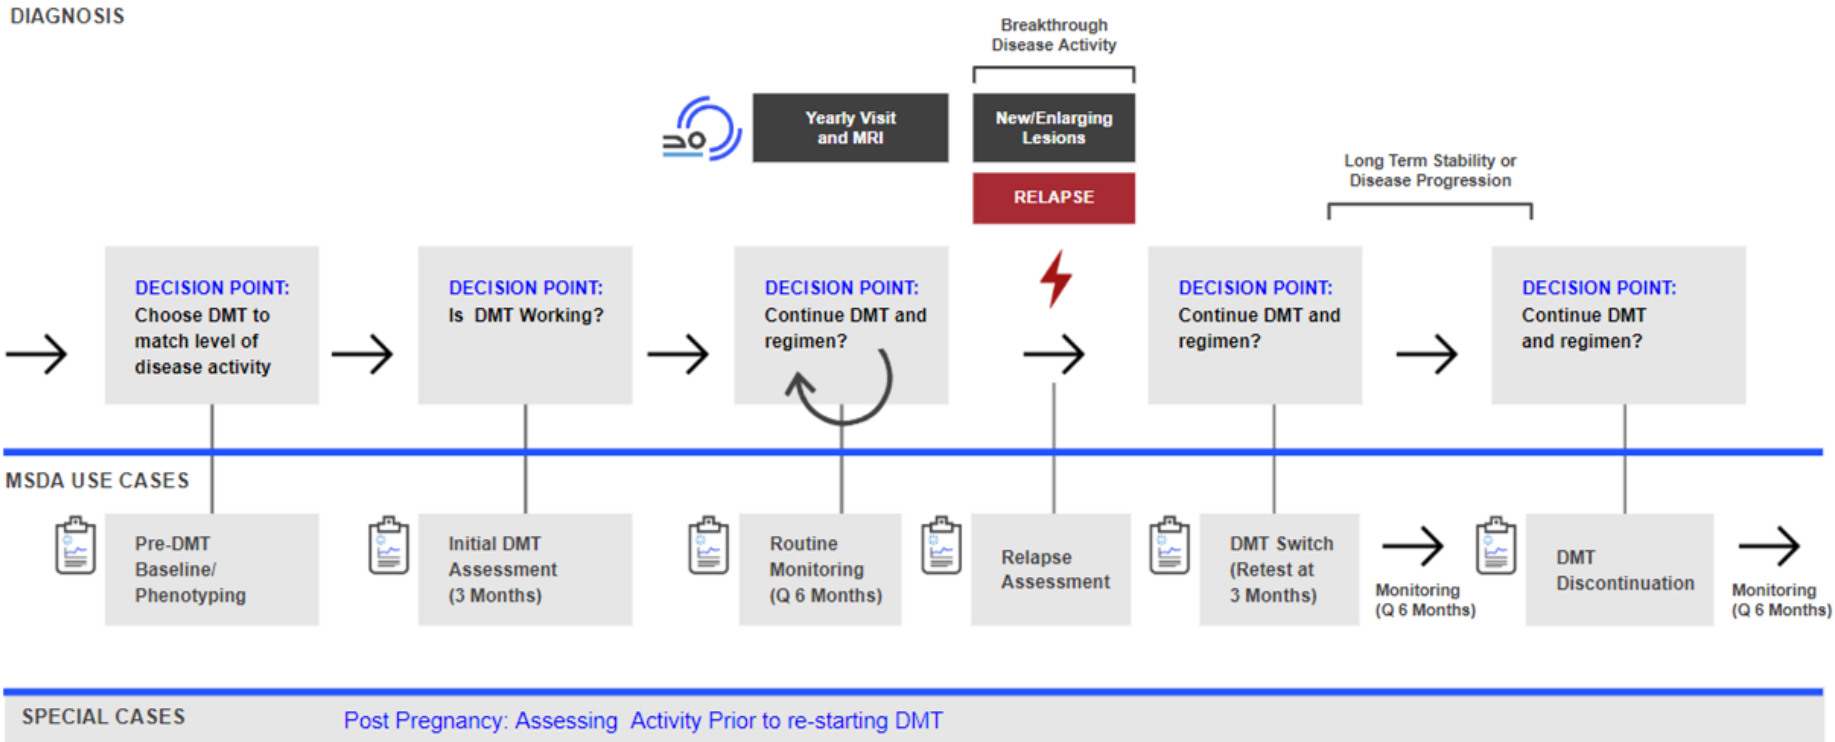 DIAGNOSIS
Breakthrough
Disease Activity
Yearly Visit
and MRI
New/Enlarging
Lesions
RELAPSE
Long Term Stability or
Disease Progression
DECISION POINT:
Choose DMT to
match level of
disease activity
DECISION POINT:
Is DMT Working?
DECISION POINT:
Continue DMT and
regimen?
DECISION POINT:
Continue DMT and
regimen?
DECISION POINT:
Continue DMT
and regimen?
MSDA USE CASES
Pre-DMT
Baseline/
Phenotyping
Initial DMT
Assessment
(3 Months)
Routine
Monitoring
(Q 6 Months)
Relapse
Assessment
DMT Switch
(Retest at
3 Months)
Monitoring
(Q 6 Months)
DMT
Discontinuation
Monitoring
(Q 6 Months)
SPECIAL CASES
Post Pregnancy: Assessing Activity Prior to re-starting DMT